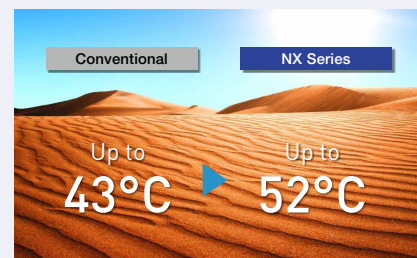 Conventional
NX Series
Up to
43°C
Up to
52°C